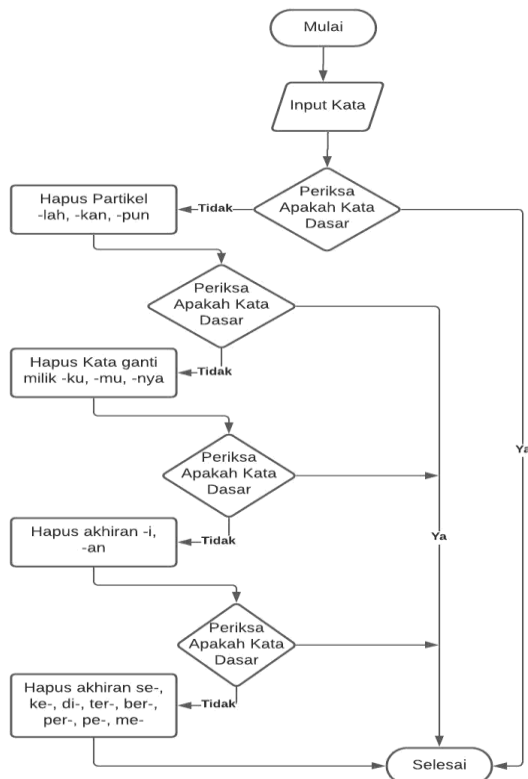 Mulai
Input Kata
Periksa
Apakah Kata
Dasar
Tidak
Hapus Partikel
-lah, -kan, -pun
Periksa
Apakah Kata
Dasar
Tidak
Hapus Kata ganti
milik -ku, -mu, -nya
Periksa
Apakah Kata
Dasar
Ya
Tidak
Hapus akhiran -i,
-an
Ya
Periksa
Apakah Kata
Dasar
Tidak
Hapus akhiran se-,
ke-, di-, ter-, ber-,
per-, pe-, me-
Selesai